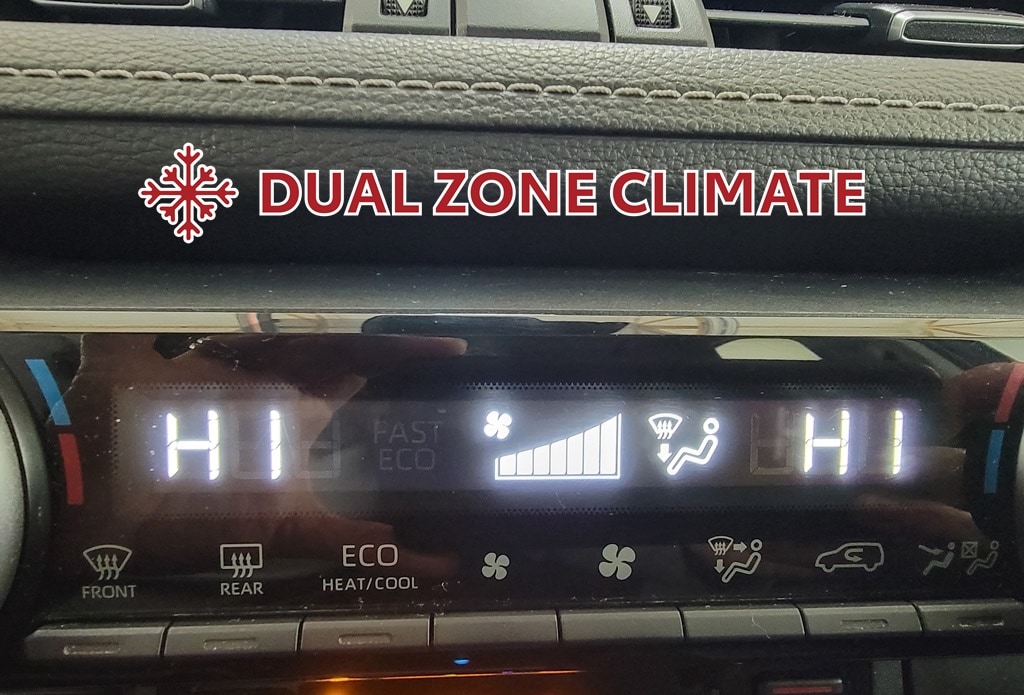 DUAL ZONE CLIMATE
HI
FAST
ECO
HI
FRONT
REAR
ECO
HEAT/COOL